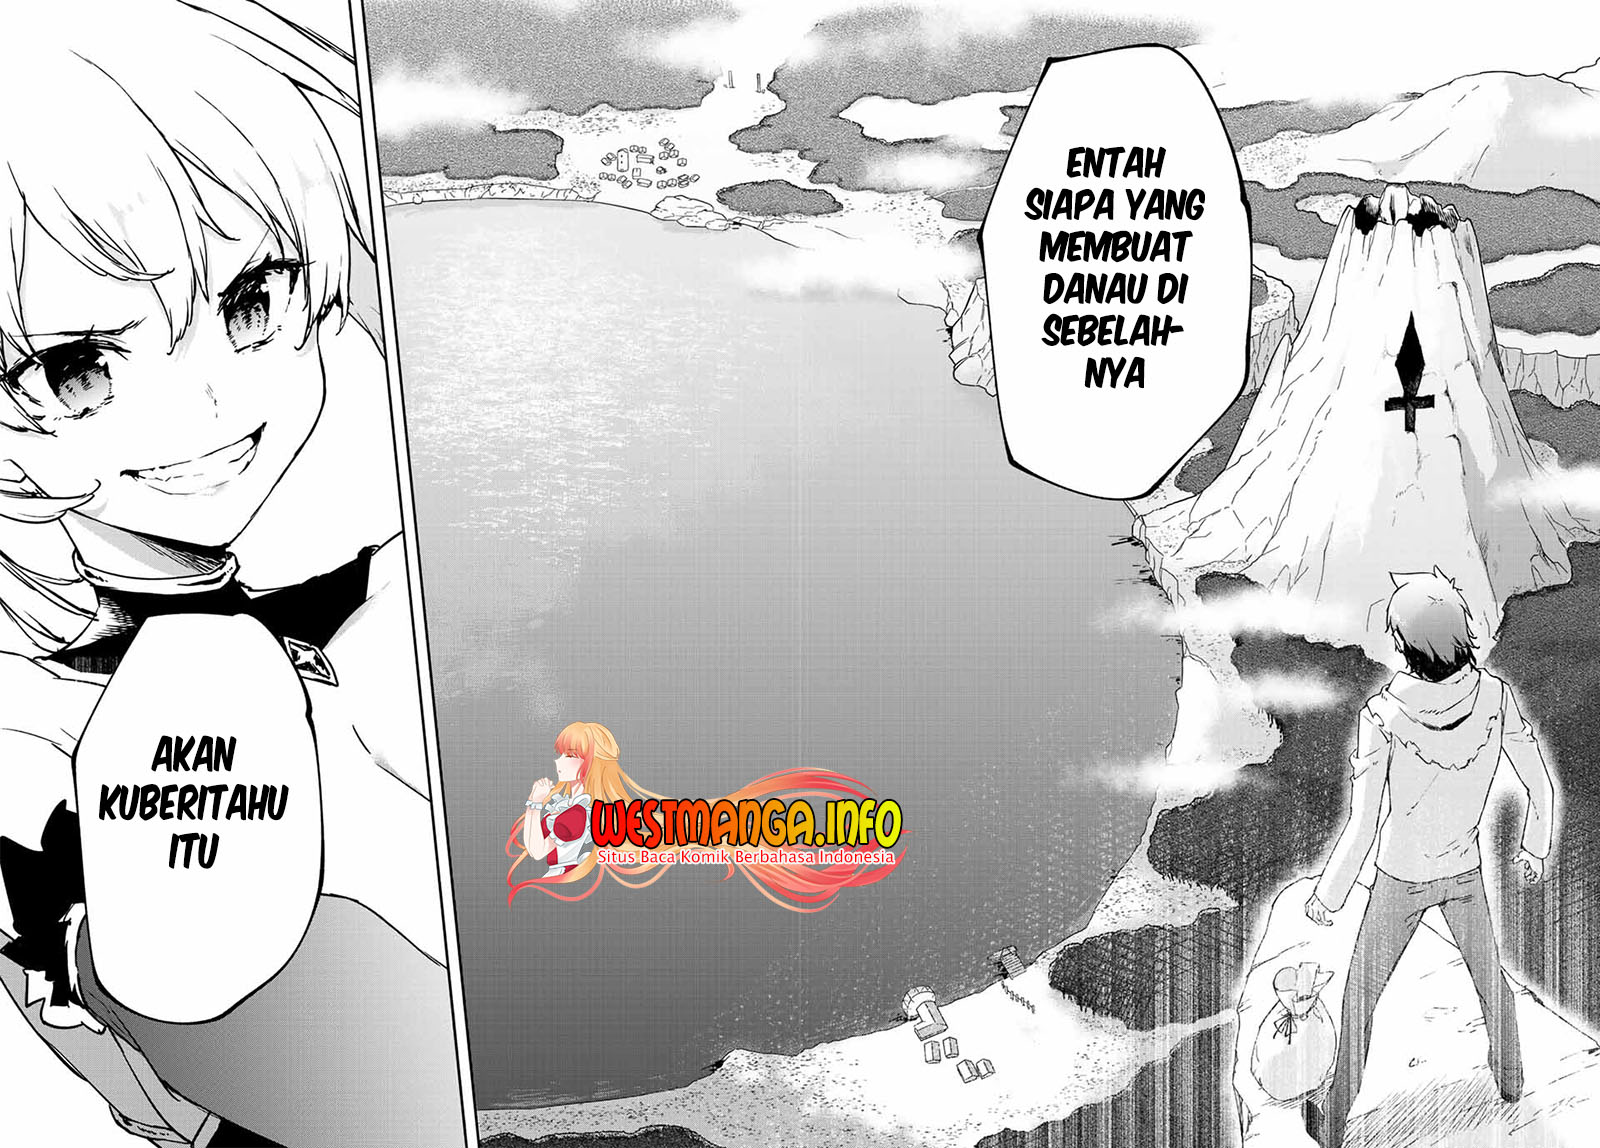 ENTAH
SIAPA YANG
MEMBUAT
DANAU DI
SEBELAH-
NYA
AKAN
KUBERITAHU
ITU
WESTMANGA.INFO
Situs Baca Komik Berbahasa Indonesia